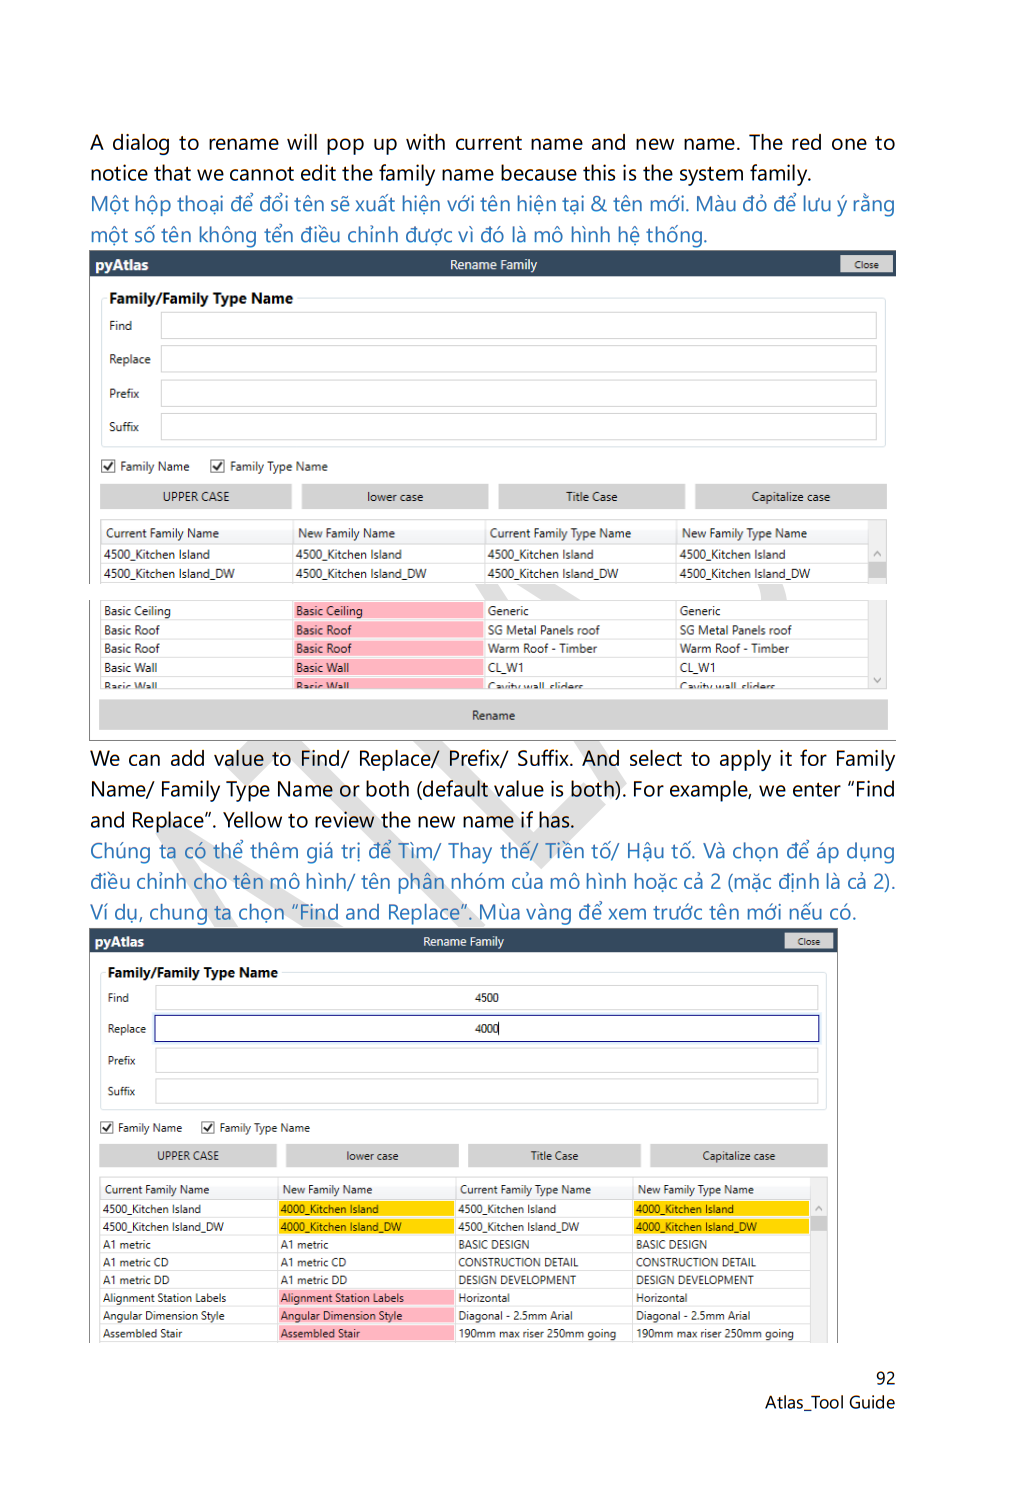 A dialog to rename will pop up with current name and new name. The red one to
notice that we cannot edit the family name because this is the system family.
Một hộp thoại để đổi tên sẽ xuất hiện với tên hiện tại & tên mới. Màu đỏ để lưu ý rằng
một số tên không tển điều chỉnh được vì đó là mô hình hệ thống.
pyAtlas Rename Family Close
Family/Family Type Name
Find
Replace
Prefix
Suffix
Family Name Family Type Name
UPPER CASE lower case Title Case Capitalize case
Current Family Name New Family Name Current Family Type Name New Family Type Name
4500_Kitchen Island 4500_Kitchen Island 4500_Kitchen Island 4500_Kitchen Island
4500_Kitchen Island_DW 4500_Kitchen Island_DW 4500_Kitchen Island_DW 4500_Kitchen Island_DW
Basic Ceiling Basic Ceiling Generic Generic
Basic Roof Basic Roof SG Metal Panels roof SG Metal Panels roof
Basic Roof Basic Roof Warm Roof - Timber Warm Roof - Timber
Basic Wall Basic Wall CL_W1 CL_W1
Basic Wall Basic Wall Cavity wall_sliders Cavity wall_sliders
Rename
We can add value to Find/ Replace/ Prefix/ Suffix. And select to apply it for Family
Name/ Family Type Name or both (default value is both). For example, we enter “Find
and Replace”. Yellow to review the new name if has.
Chúng ta có thể thêm giá trị để Tìm/ Thay thế/ Tiền tố/ Hậu tố. Và chọn để áp dụng
điều chỉnh cho tên mô hình/ tên phân nhóm của mô hình hoặc cả 2 (mặc định là cả 2).
Ví dụ, chung ta chọn “Find and Replace”. Mùa vàng để xem trước tên mới nếu có.
pyAtlas Rename Family Close
Family/Family Type Name
Find 4500
Replace 4000
Prefix
Suffix
Family Name Family Type Name
UPPER CASE lower case Title Case Capitalize case
Current Family Name New Family Name Current Family Type Name New Family Type Name
4500_Kitchen Island 4000_Kitchen Island 4500_Kitchen Island 4000_Kitchen Island
4500_Kitchen Island_DW 4000_Kitchen Island_DW 4500_Kitchen Island_DW 4000_Kitchen Island_DW
A1 metric A1 metric BASIC DESIGN BASIC DESIGN
A1 metric CD A1 metric CD CONSTRUCTION DETAIL CONSTRUCTION DETAIL
A1 metric DD A1 metric DD DESIGN DEVELOPMENT DESIGN DEVELOPMENT
Alignment Station Labels Alignment Station Labels Horizontal Horizontal
Angular Dimension Style Angular Dimension Style Diagonal - 2.5mm Arial Diagonal - 2.5mm Arial
Assembled Stair Assembled Stair 190mm max riser 250mm going 190mm max riser 250mm going
92
Atlas_Tool Guide